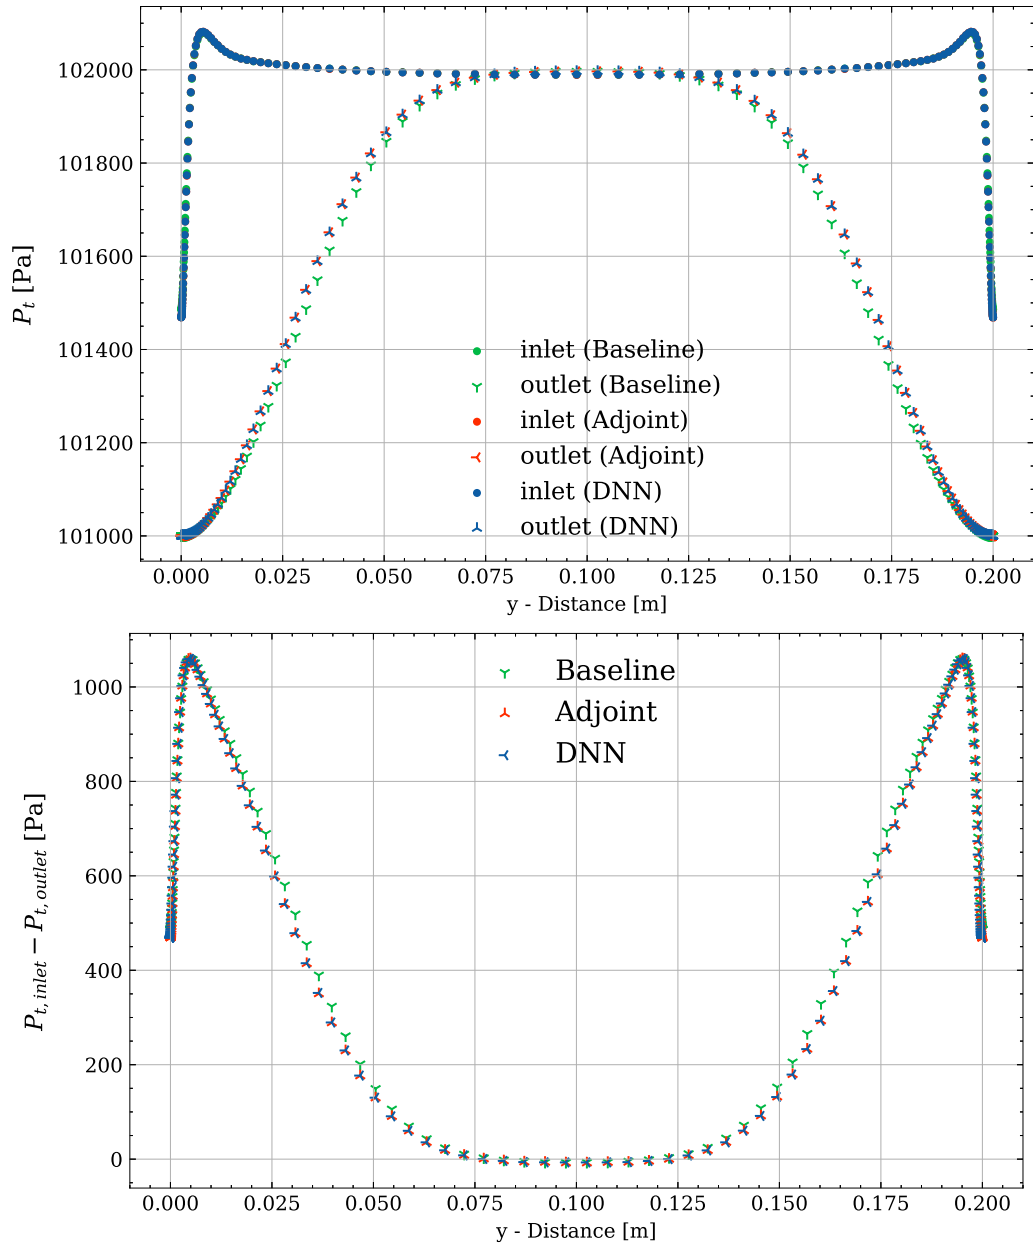 102000
101800
101600
101400
101200
101000
P_t [Pa]
inlet (Baseline)
outlet (Baseline)
inlet (Adjoint)
outlet (Adjoint)
inlet (DNN)
outlet (DNN)
0.000 0.025 0.050 0.075 0.100 0.125 0.150 0.175 0.200
y - Distance [m]
1000
800
600
400
200
0
P_{t, inlet} − P_{t, outlet} [Pa]
Baseline
Adjoint
DNN
0.000 0.025 0.050 0.075 0.100 0.125 0.150 0.175 0.200
y - Distance [m]